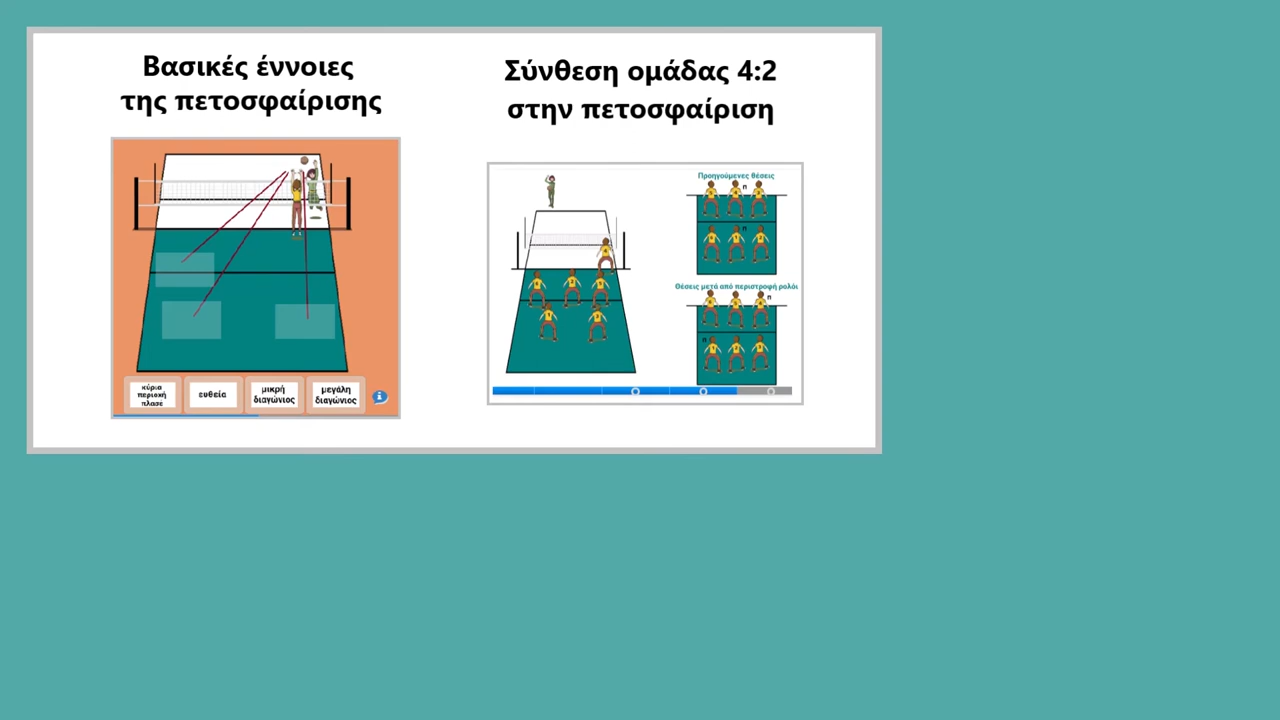 Βασικές έννοιες
της πετοσφαίρισης
Σύνθεση ομάδας 4:2
στην πετοσφαίριση
κύρια
περιοχή
πλασέ
ευθεία
μικρή
διαγώνιος
μεγάλη
διαγώνιος
Προηγούμενες θέσεις
π
π
Θέσεις μετά από περιστροφή ρολόι
π
π